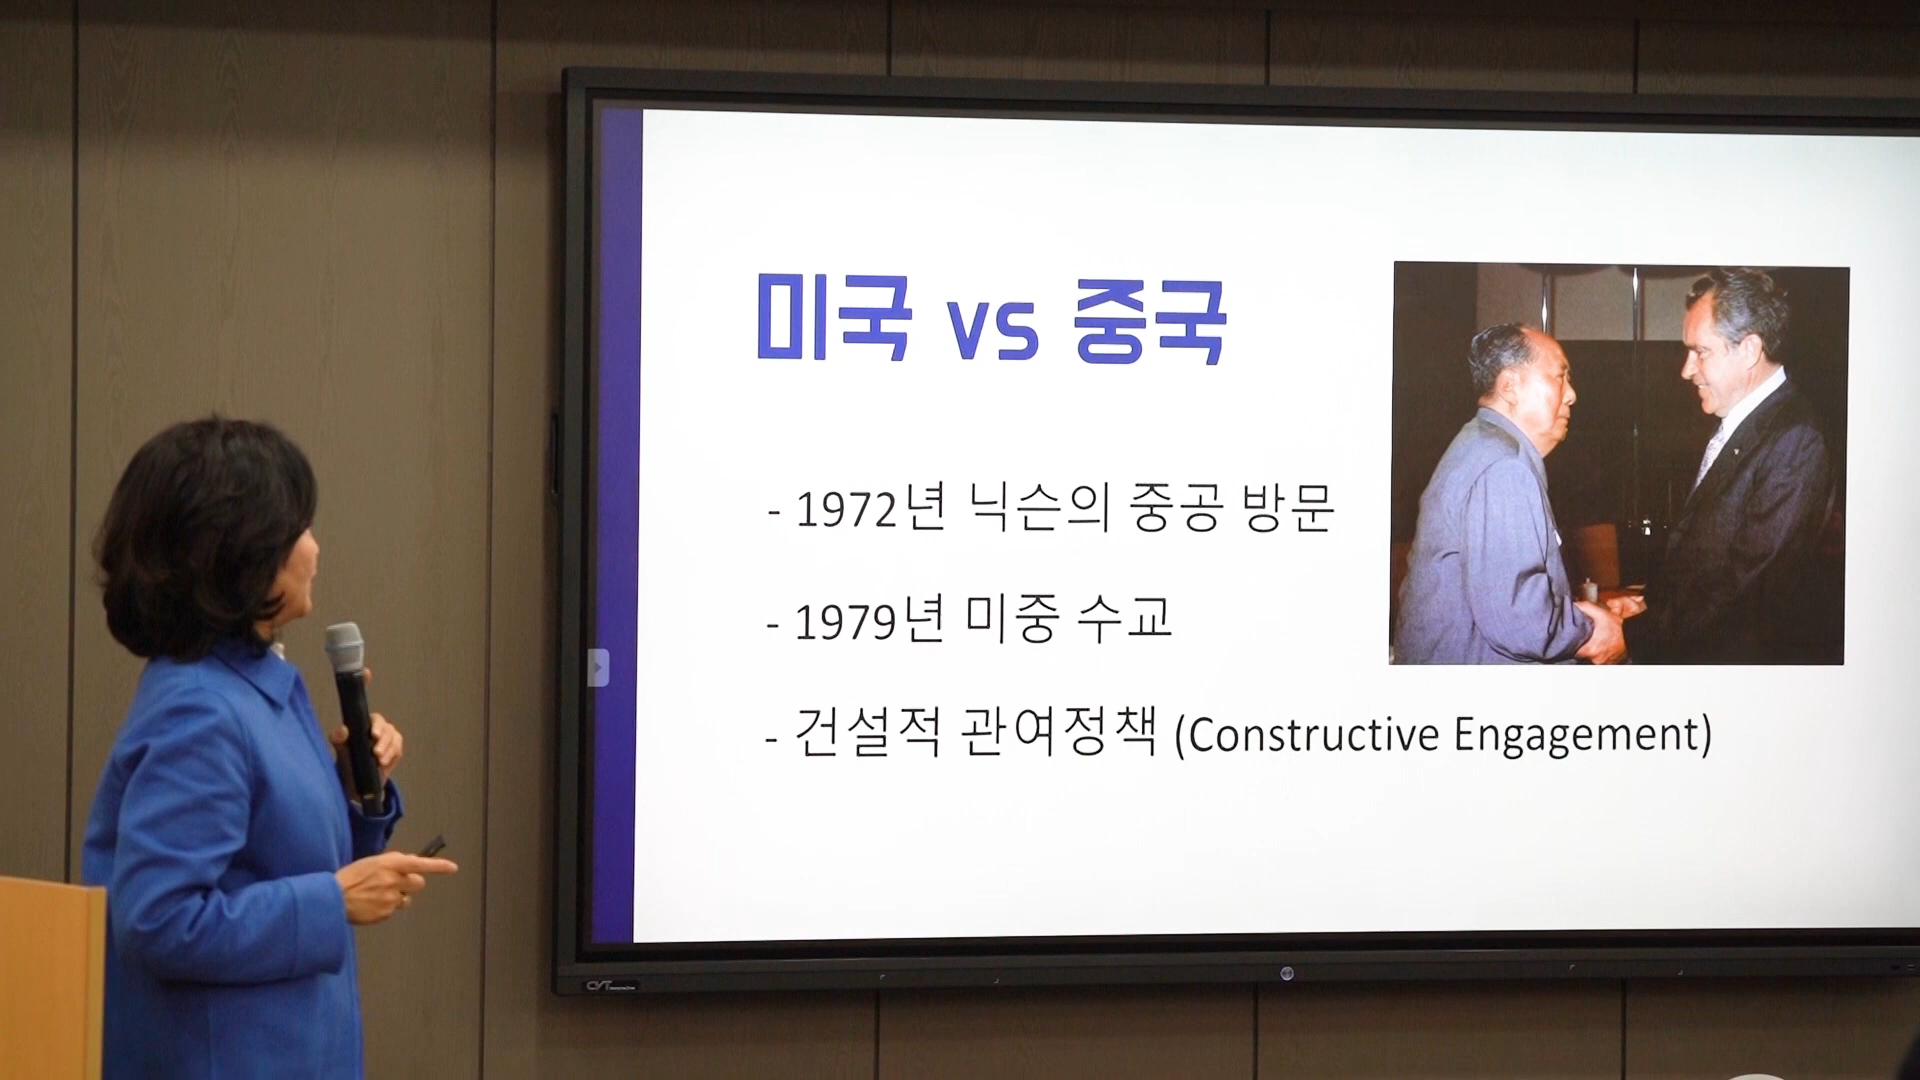 미국 vs 중국
- 1972년 닉슨의 중공 방문
- 1979년 미중 수교
- 건설적 관여정책 (Constructive Engagement)
CVT